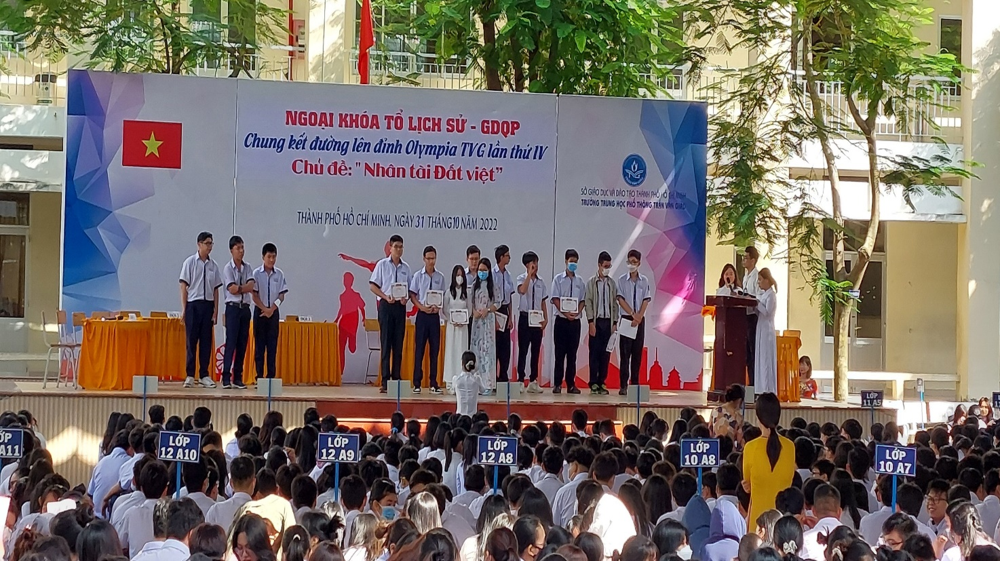 NGOẠI KHÓA TỔ LỊCH SỬ - GDQP
Chung kết đường lên đỉnh Olympia TVG lần thứ IV
Chủ đề: "Nhân tài Đất việt"
SỞ GIÁO DỤC VÀ ĐÀO TẠO THÀNH PHỐ HỒ CHÍ MINH
TRƯỜNG TRUNG HỌC PHỔ THÔNG TRẦN VĂN GIÀU
THÀNH PHỐ HỒ CHÍ MINH, NGÀY 31 THÁNG 10 NĂM 2022
LỚP
11 A5
LỚP
A11
LỚP
12 A10
LỚP
12 A9
LỚP
12 A8
LỚP
10 A8
LỚP
10 A7